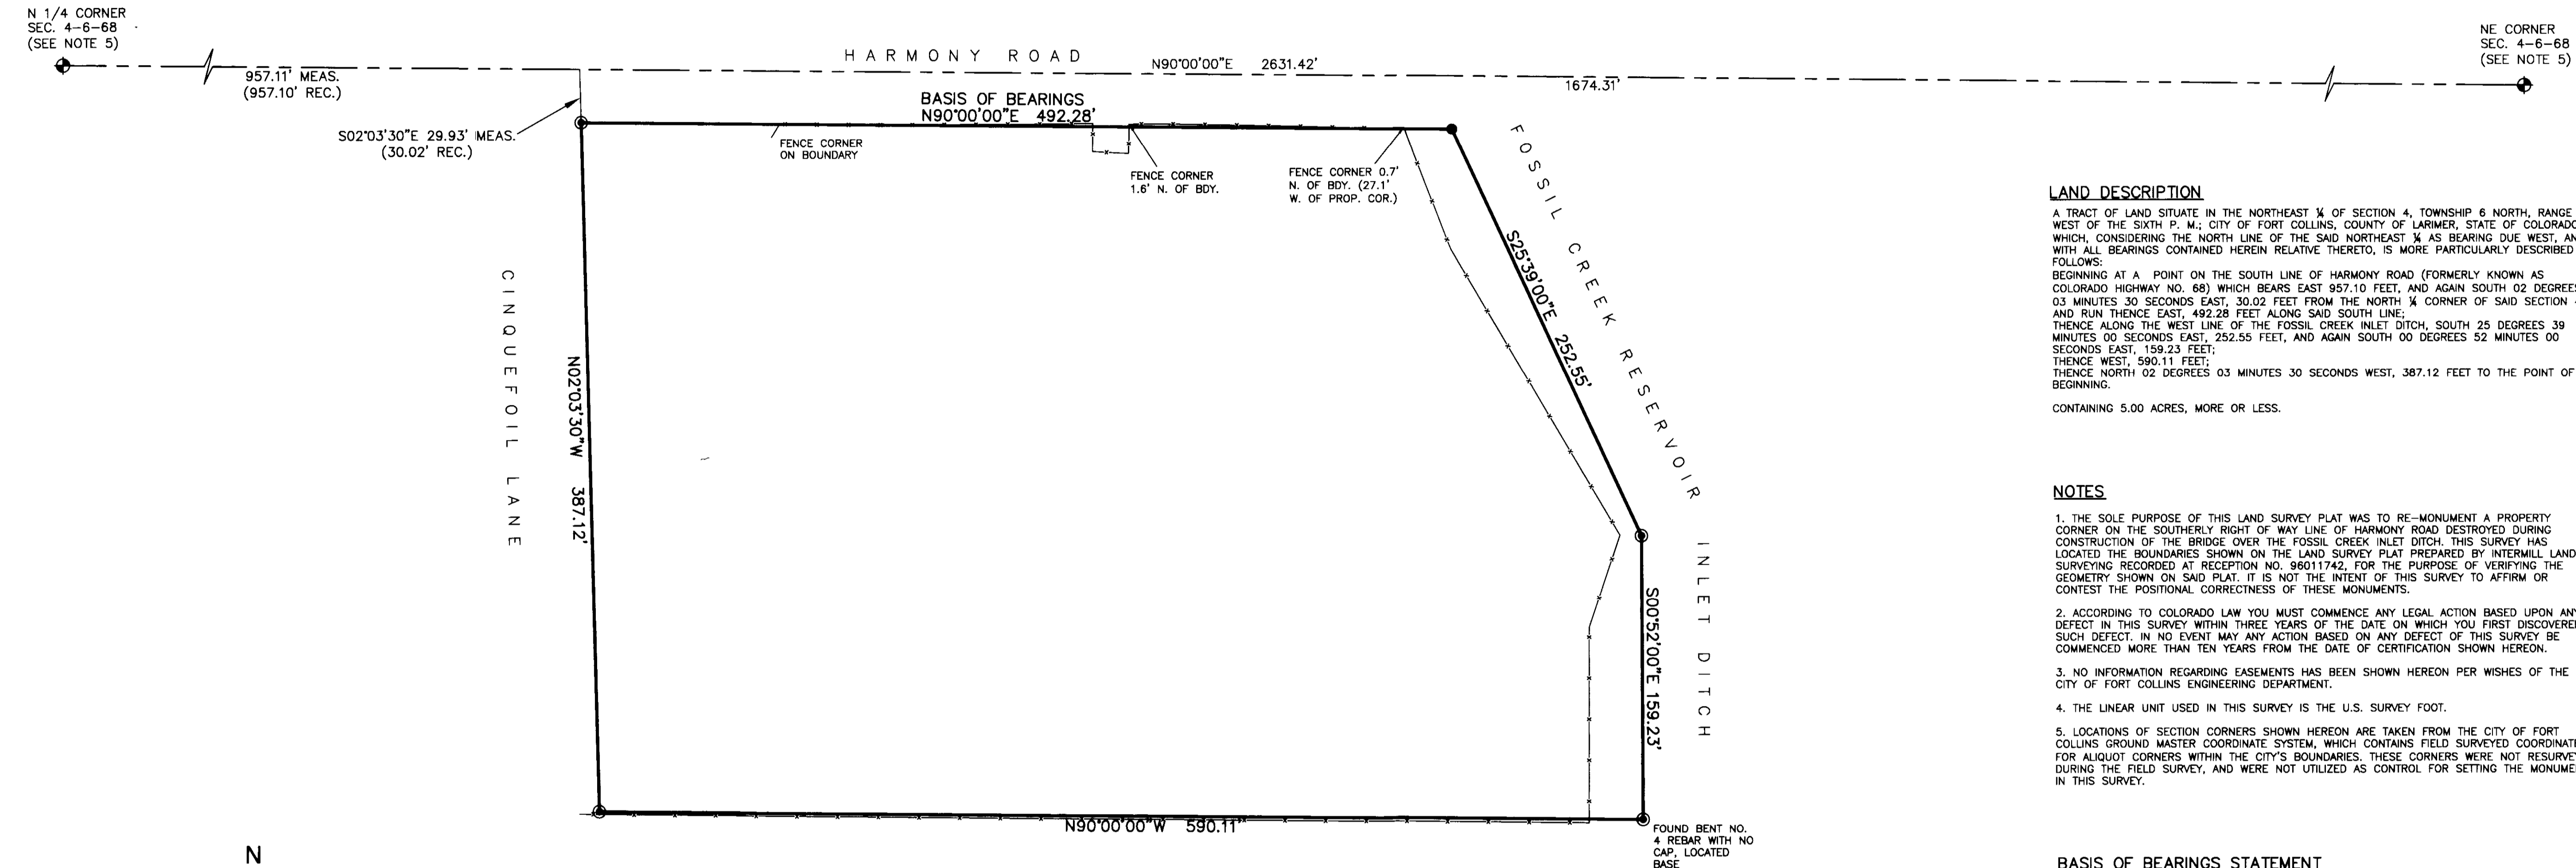 N 1/4 CORNER
SEC. 4-6-68
(SEE NOTE 5)
NE CORNER
SEC. 4-6-68
(SEE NOTE 5)
HARMONY ROAD
N90°00'00"E 2631.42'
957.11' MEAS.
(957.10' REC.)
1674.31'
BASIS OF BEARINGS
N90°00'00"E 492.28'
S02°03'30"E 29.93' MEAS.
(30.02' REC.)
FENCE CORNER
ON BOUNDARY
FENCE CORNER
1.6' N. OF BDY.
FENCE CORNER 0.7'
N. OF BDY. (27.1'
W. OF PROP. COR.)
FOSSIL CREEK RESERVOIR INLET DITCH
S25°39'00"E 252.55'
CINQUEFOIL LANE
N02°03'30"W 387.12'
S00°52'00"E 159.23'
N90°00'00"W 590.11'
FOUND BENT NO.
4 REBAR WITH NO
CAP, LOCATED
BASE
N
LAND DESCRIPTION
A TRACT OF LAND SITUATE IN THE NORTHEAST ¼ OF SECTION 4, TOWNSHIP 6 NORTH, RANGE
WEST OF THE SIXTH P. M.; CITY OF FORT COLLINS, COUNTY OF LARIMER, STATE OF COLORADO
WHICH, CONSIDERING THE NORTH LINE OF THE SAID NORTHEAST ¼ AS BEARING DUE WEST, AN
WITH ALL BEARINGS CONTAINED HEREIN RELATIVE THERETO, IS MORE PARTICULARLY DESCRIBED
FOLLOWS:
BEGINNING AT A POINT ON THE SOUTH LINE OF HARMONY ROAD (FORMERLY KNOWN AS
COLORADO HIGHWAY NO. 68) WHICH BEARS EAST 957.10 FEET, AND AGAIN SOUTH 02 DEGREES
03 MINUTES 30 SECONDS EAST, 30.02 FEET FROM THE NORTH ¼ CORNER OF SAID SECTION
AND RUN THENCE EAST, 492.28 FEET ALONG SAID SOUTH LINE;
THENCE ALONG THE WEST LINE OF THE FOSSIL CREEK INLET DITCH, SOUTH 25 DEGREES 39
MINUTES 00 SECONDS EAST, 252.55 FEET, AND AGAIN SOUTH 00 DEGREES 52 MINUTES 00
SECONDS EAST, 159.23 FEET;
THENCE WEST, 590.11 FEET;
THENCE NORTH 02 DEGREES 03 MINUTES 30 SECONDS WEST, 387.12 FEET TO THE POINT OF
BEGINNING.
CONTAINING 5.00 ACRES, MORE OR LESS.
NOTES
1. THE SOLE PURPOSE OF THIS LAND SURVEY PLAT WAS TO RE-MONUMENT A PROPERTY
CORNER ON THE SOUTHERLY RIGHT OF WAY LINE OF HARMONY ROAD DESTROYED DURING
CONSTRUCTION OF THE BRIDGE OVER THE FOSSIL CREEK INLET DITCH. THIS SURVEY HAS
LOCATED THE BOUNDARIES SHOWN ON THE LAND SURVEY PLAT PREPARED BY INTERMILL LAND
SURVEYING RECORDED AT RECEPTION NO. 96011742, FOR THE PURPOSE OF VERIFYING THE
GEOMETRY SHOWN ON SAID PLAT. IT IS NOT THE INTENT OF THIS SURVEY TO AFFIRM OR
CONTEST THE POSITIONAL CORRECTNESS OF THESE MONUMENTS.
2. ACCORDING TO COLORADO LAW YOU MUST COMMENCE ANY LEGAL ACTION BASED UPON ANY
DEFECT IN THIS SURVEY WITHIN THREE YEARS OF THE DATE ON WHICH YOU FIRST DISCOVERE
SUCH DEFECT. IN NO EVENT MAY ANY ACTION BASED ON ANY DEFECT OF THIS SURVEY BE
COMMENCED MORE THAN TEN YEARS FROM THE DATE OF CERTIFICATION SHOWN HEREON.
3. NO INFORMATION REGARDING EASEMENTS HAS BEEN SHOWN HEREON PER WISHES OF THE
CITY OF FORT COLLINS ENGINEERING DEPARTMENT.
4. THE LINEAR UNIT USED IN THIS SURVEY IS THE U.S. SURVEY FOOT.
5. LOCATIONS OF SECTION CORNERS SHOWN HEREON ARE TAKEN FROM THE CITY OF FORT
COLLINS GROUND MASTER COORDINATE SYSTEM, WHICH CONTAINS FIELD SURVEYED COORDINATE
FOR ALIQUOT CORNERS WITHIN THE CITY'S BOUNDARIES. THESE CORNERS WERE NOT RESURVEY
DURING THE FIELD SURVEY, AND WERE NOT UTILIZED AS CONTROL FOR SETTING THE MONUME
IN THIS SURVEY.
BASIS OF BEARINGS STATEMENT